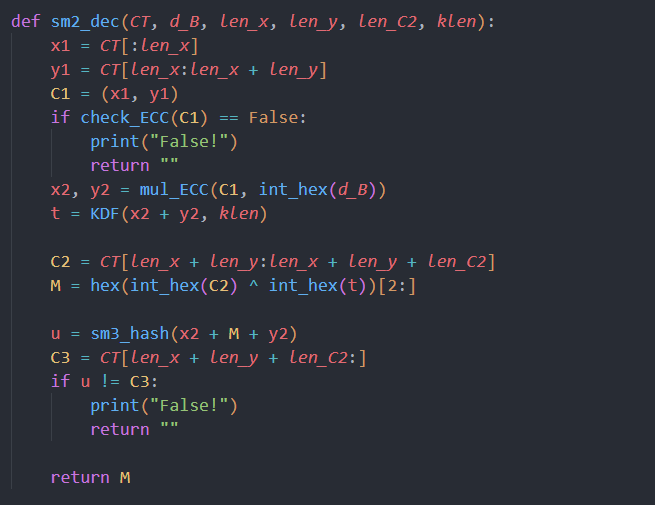 def sm2_dec(CT, d_B, len_x, len_y, len_C2, klen):
    x1 = CT[:len_x]
    y1 = CT[len_x:len_x + len_y]
    C1 = (x1, y1)
    if check_ECC(C1) == False:
        print("False!")
        return ""
    x2, y2 = mul_ECC(C1, int_hex(d_B))
    t = KDF(x2 + y2, klen)

    C2 = CT[len_x + len_y:len_x + len_y + len_C2]
    M = hex(int_hex(C2) ^ int_hex(t))[2:]

    u = sm3_hash(x2 + M + y2)
    C3 = CT[len_x + len_y + len_C2:]
    if u != C3:
        print("False!")
        return ""

    return M